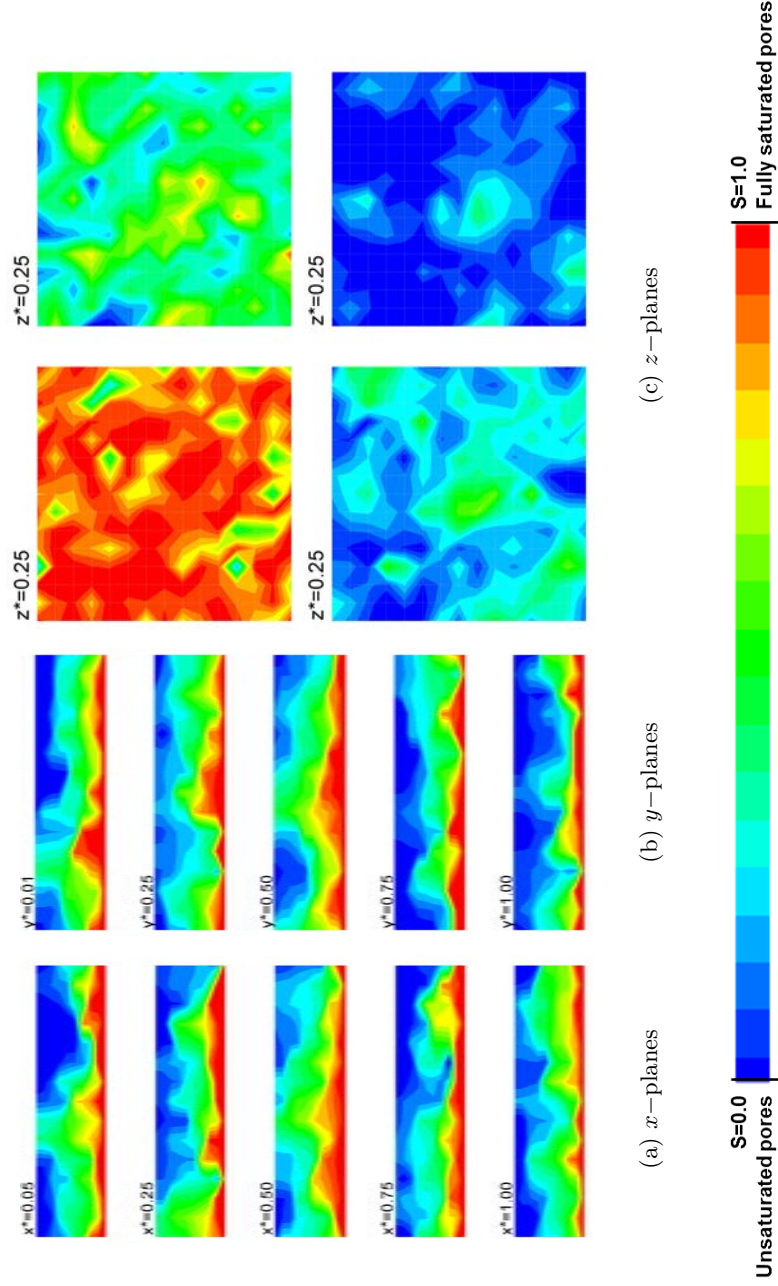 x*=0.05
x*=0.25
x*=0.50
x*=0.75
x*=1.00
(a) x−planes
y*=0.01
y*=0.25
y*=0.50
y*=0.75
y*=1.00
(b) y−planes
z*=0.25
z*=0.25
z*=0.25
z*=0.25
(c) z−planes
S=0.0
Unsaturated pores
S=1.0
Fully saturated pores